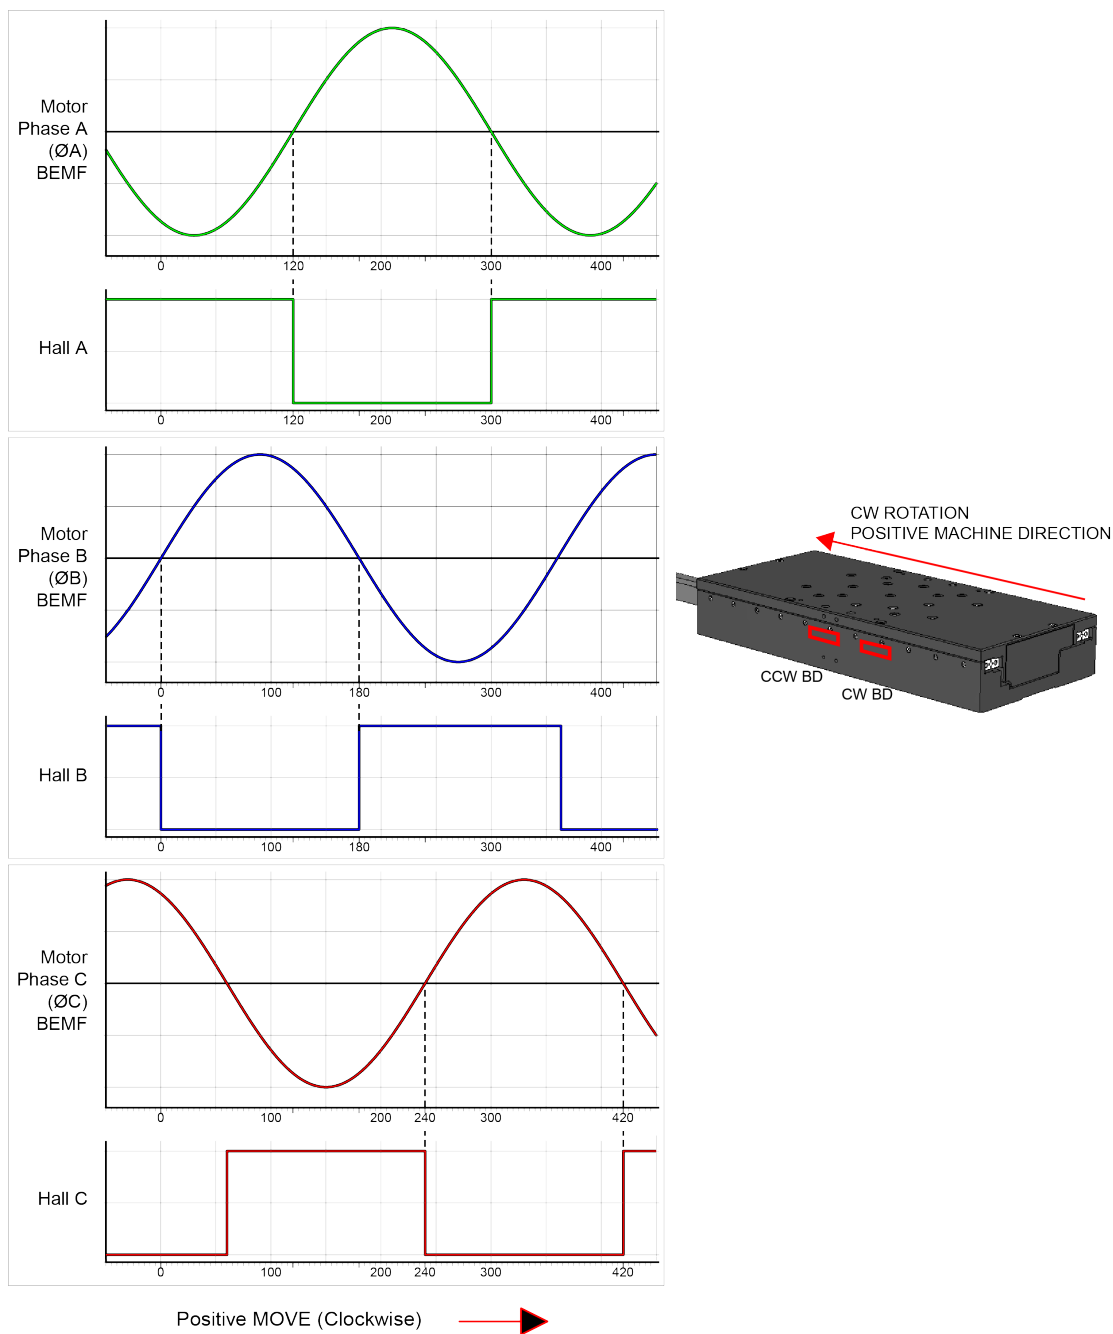 Motor
Phase A
(ØA)
BEMF
0
120
200
300
400
Hall A
0
120
200
300
400
Motor
Phase B
(ØB)
BEMF
0
100
180
300
400
Hall B
0
100
180
300
400
Motor
Phase C
(ØC)
BEMF
0
100
200
240
300
420
Hall C
0
100
200
240
300
420
Positive MOVE (Clockwise)
CW ROTATION
POSITIVE MACHINE DIRECTION
CCW BD
CW BD